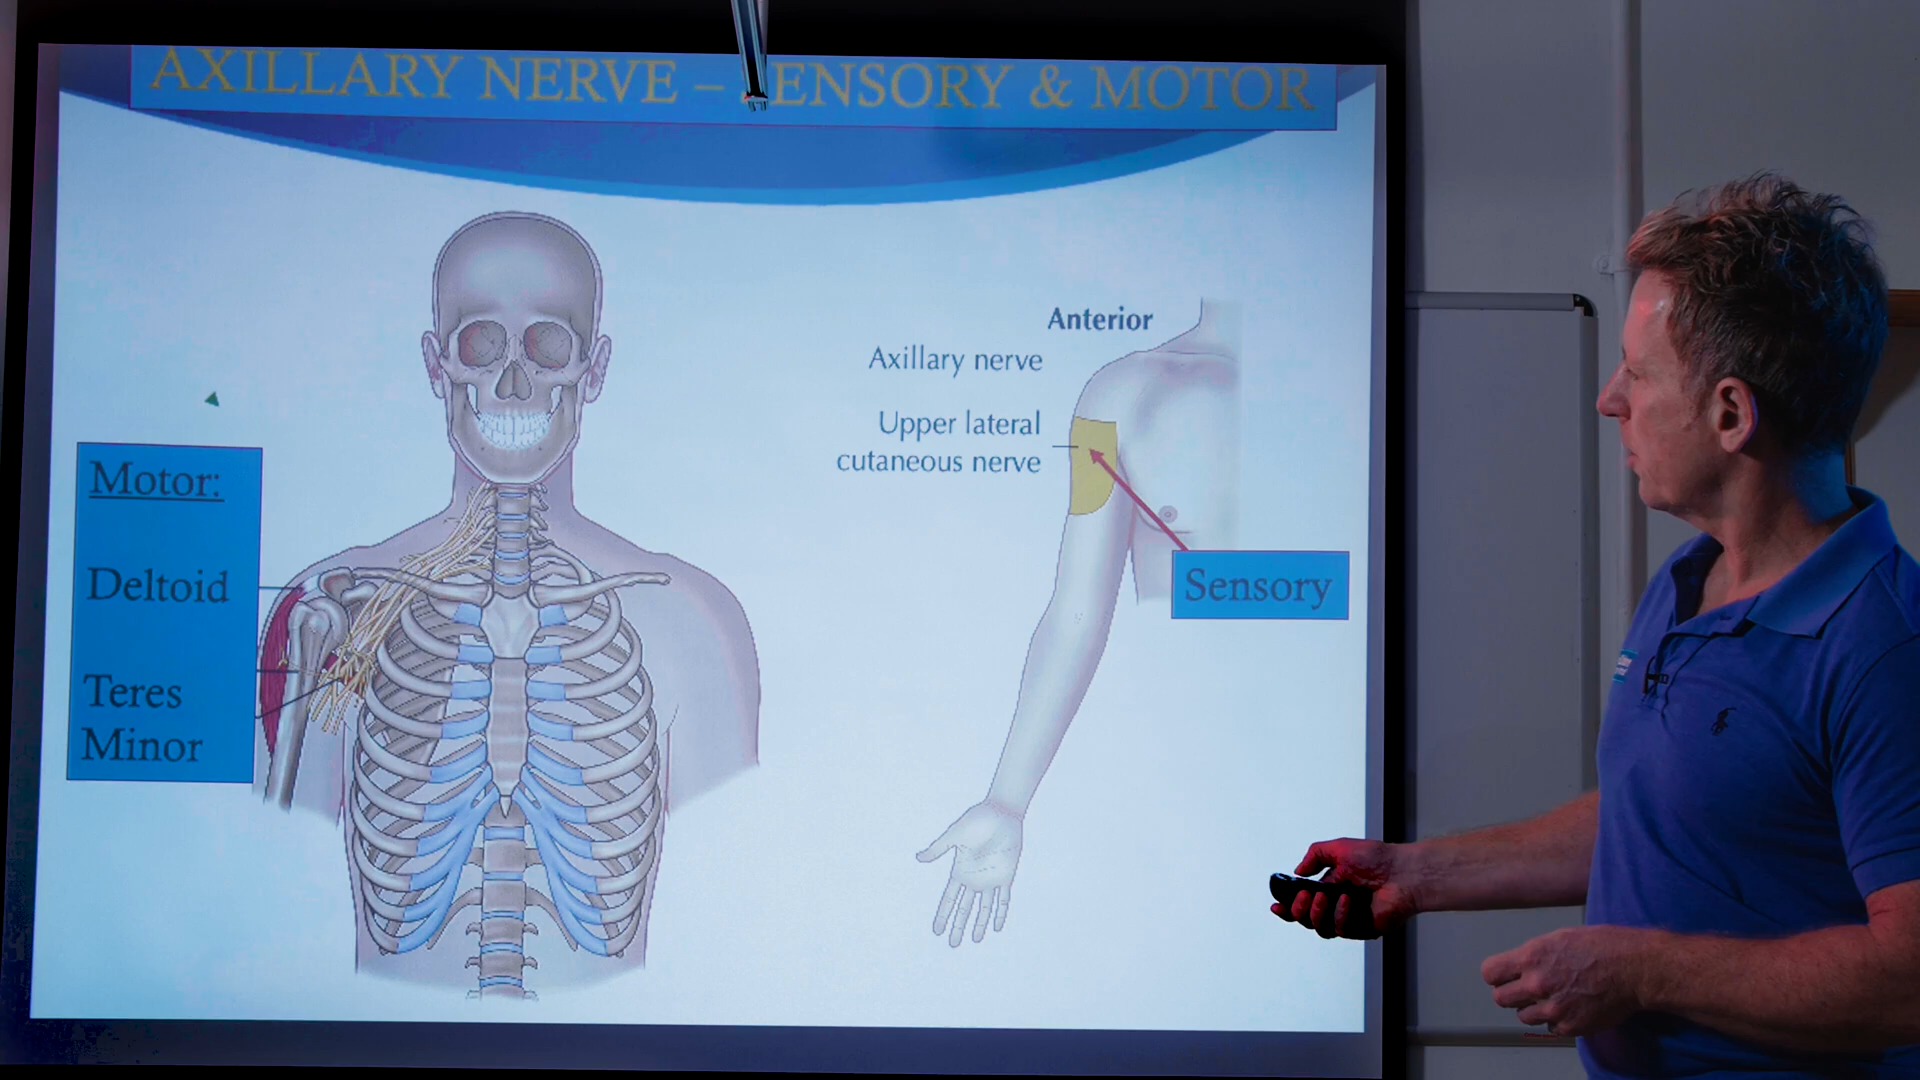 AXILLARY NERVE – SENSORY & MOTOR
Motor:
Deltoid
Teres
Minor
Anterior
Axillary nerve
Upper lateral
cutaneous nerve
Sensory